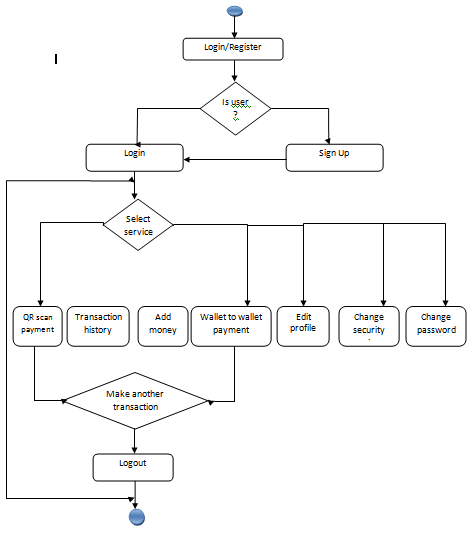 Login/Register
Is user
?
Login
Sign Up
Select
service
QR scan
payment
Transaction
history
Add
money
Wallet to wallet
payment
Edit
profile
Change
security
.
Change
password
Make another
transaction
Logout